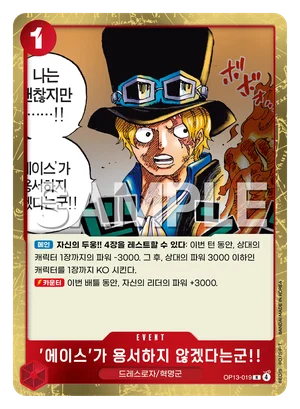 1
나는
괜찮지만
……!!
'에이스'가
용서하지
않겠다는군!!
SAMPLE
메인 자신의 두웅!! 4장을 레스트할 수 있다: 이번 턴 동안, 상대의
캐릭터 1장까지의 파워 -3000. 그 후, 상대의 파워 3000 이하인
캐릭터를 1장까지 KO 시킨다.
카운터 이번 배틀 동안, 자신의 리더의 파워 +3000.
EVENT
'에이스'가 용서하지 않겠다는군!!
드레스로자/혁명군
OP13-019 R